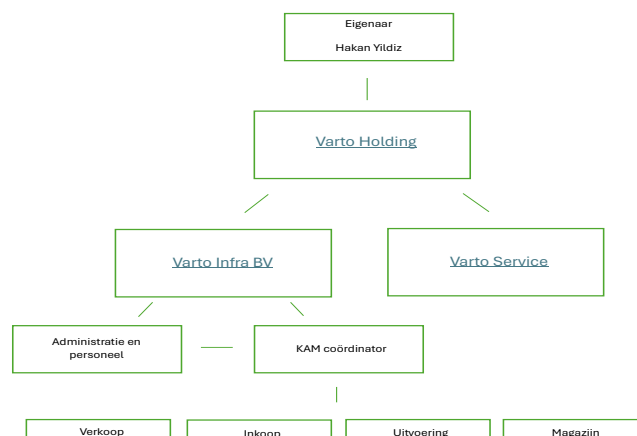 Eigenaar
Hakan Yildiz
Varto Holding
Varto Infra BV
Varto Service
Administratie en
personeel
KAM coördinator
Verkoop
Inkoop
Uitvoering
Magazijn